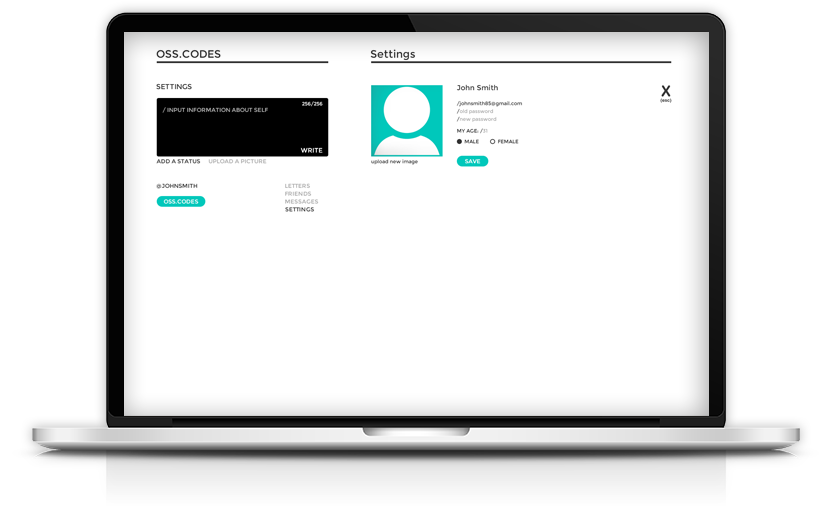 OSS.CODES
SETTINGS
256/256
/ INPUT INFORMATION ABOUT SELF
WRITE
ADD A STATUS UPLOAD A PICTURE
@JOHNSMITH
OSS.CODES
LETTERS
FRIENDS
MESSAGES
SETTINGS
Settings
upload new image
John Smith
/johnsmith85@gmail.com
/old password
/new password
MY AGE: /31
MALE FEMALE
SAVE
X
(esc)